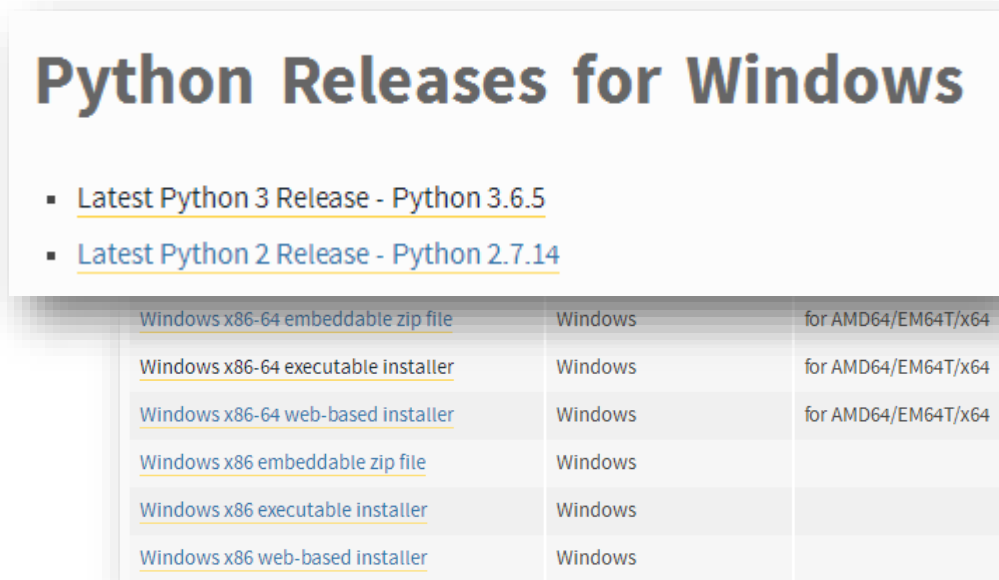 Python Releases for Windows
Latest Python 3 Release - Python 3.6.5
Latest Python 2 Release - Python 2.7.14
Windows x86-64 embeddable zip file Windows for AMD64/EM64T/x64
Windows x86-64 executable installer Windows for AMD64/EM64T/x64
Windows x86-64 web-based installer Windows for AMD64/EM64T/x64
Windows x86 embeddable zip file Windows
Windows x86 executable installer Windows
Windows x86 web-based installer Windows